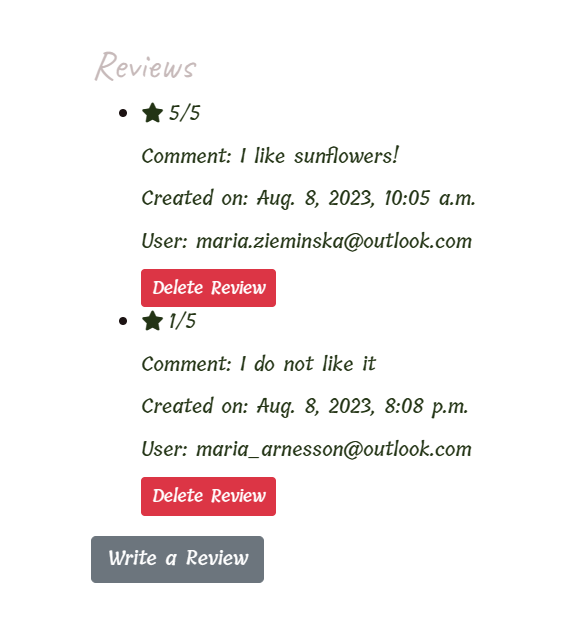 Reviews
5/5
Comment: I like sunflowers!
Created on: Aug. 8, 2023, 10:05 a.m.
User: maria.zieminska@outlook.com
Delete Review
1/5
Comment: I do not like it
Created on: Aug. 8, 2023, 8:08 p.m.
User: maria_arnesson@outlook.com
Delete Review
Write a Review